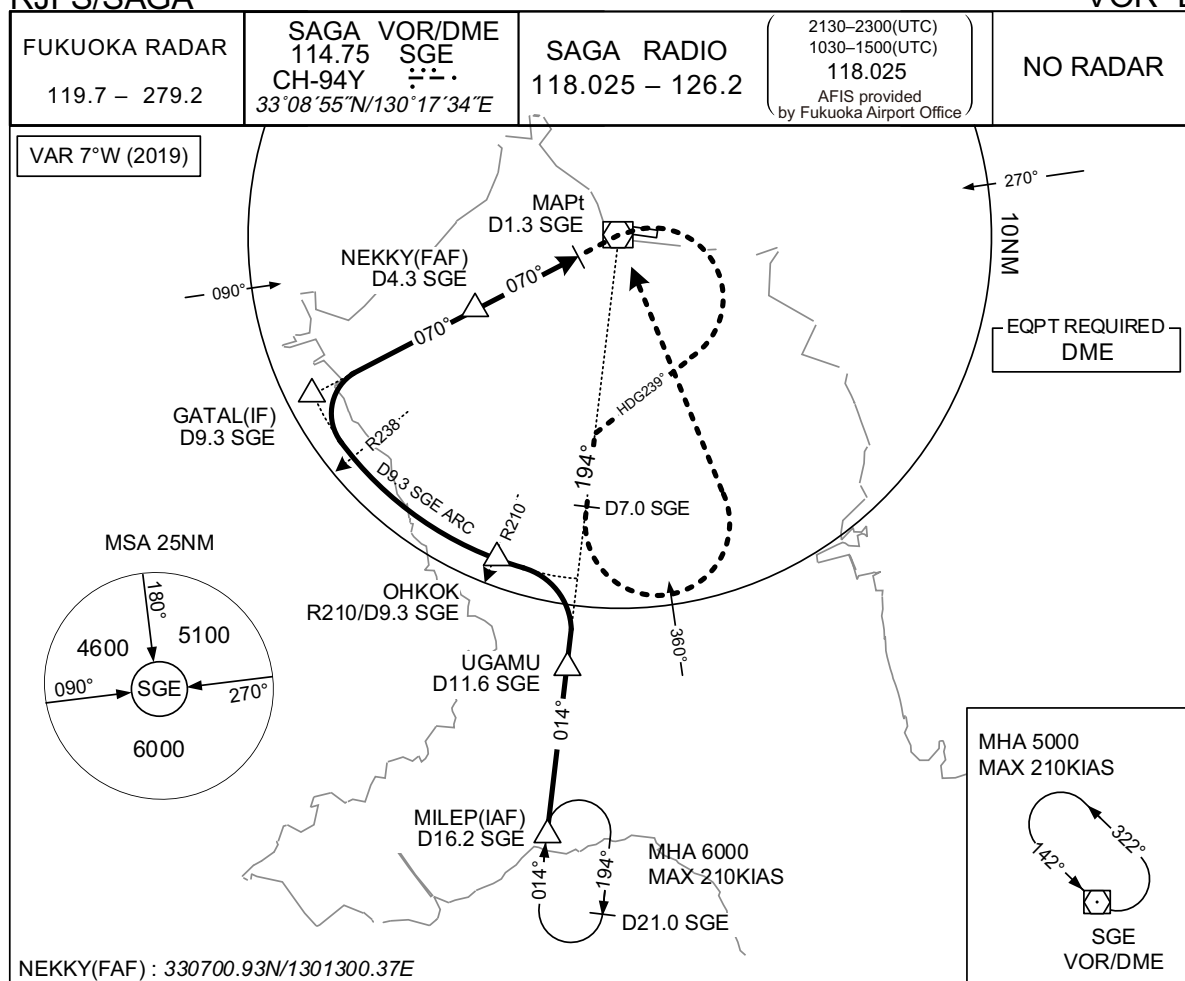 FUKUOKA RADAR
119.7 – 279.2
SAGA VOR/DME
114.75 SGE
CH-94Y
33°08′55″N/130°17′34″E
SAGA RADIO
118.025 – 126.2
2130–2300(UTC)
1030–1500(UTC)
118.025
AFIS provided
by Fukuoka Airport Office
NO RADAR
VAR 7°W (2019)
270°
10NM
MAPt
D1.3 SGE
NEKKY(FAF)
D4.3 SGE
070°
090°
070°
EQPT REQUIRED
DME
HDG239°
GATAL(IF)
D9.3 SGE
R238
D9.3 SGE ARC
194°
R210
D7.0 SGE
MSA 25NM
180°
4600
5100
090°
SGE
270°
6000
OHKOK
R210/D9.3 SGE
360°
UGAMU
D11.6 SGE
014°
MILEP(IAF)
D16.2 SGE
014°
194°
MHA 6000
MAX 210KIAS
D21.0 SGE
MHA 5000
MAX 210KIAS
322°
142°
SGE
VOR/DME
NEKKY(FAF) : 330700.93N/1301300.37E